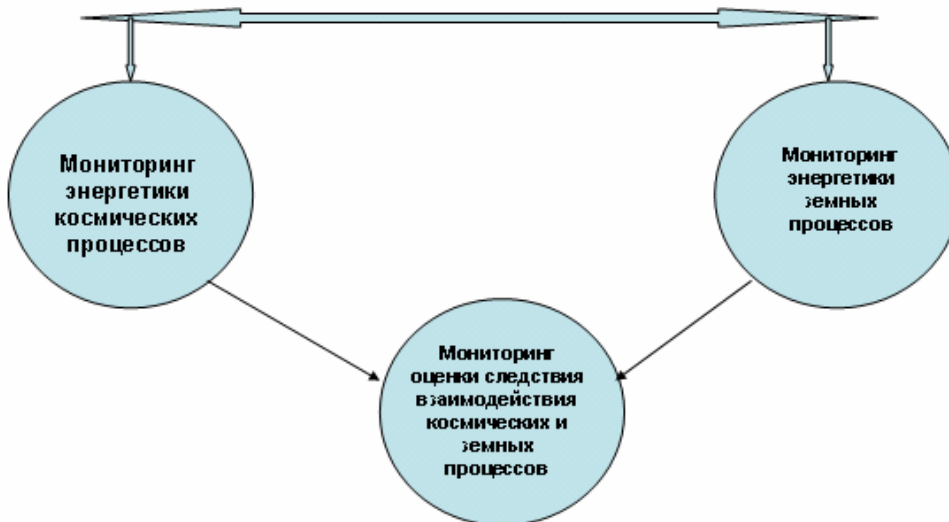 Мониторинг
энергетики
космических
процессов
Мониторинг
энергетики
земных
процессов
Мониторинг
оценки следствия
взаимодействия
космических и
земных
процессов